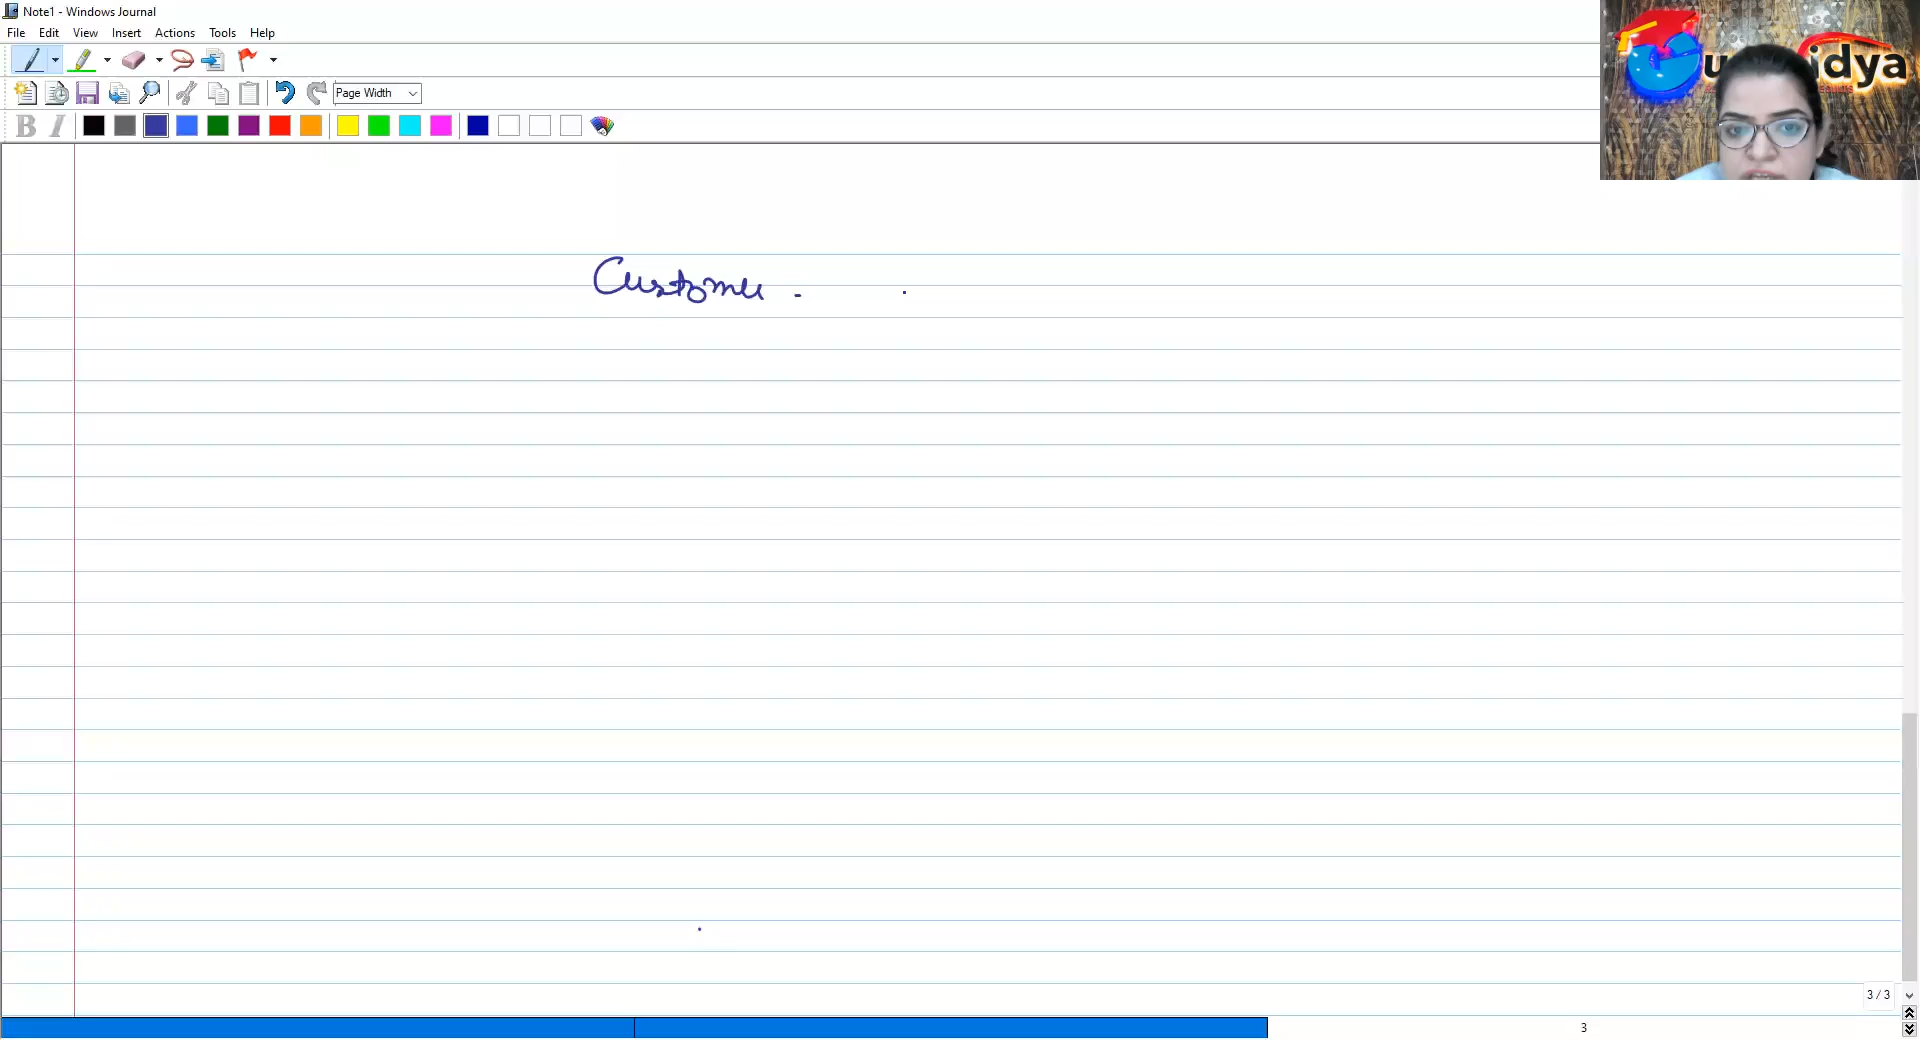 Note1 - Windows Journal
File Edit View Insert Actions Tools Help
Page Width
B I
Customer -
3 / 3
3